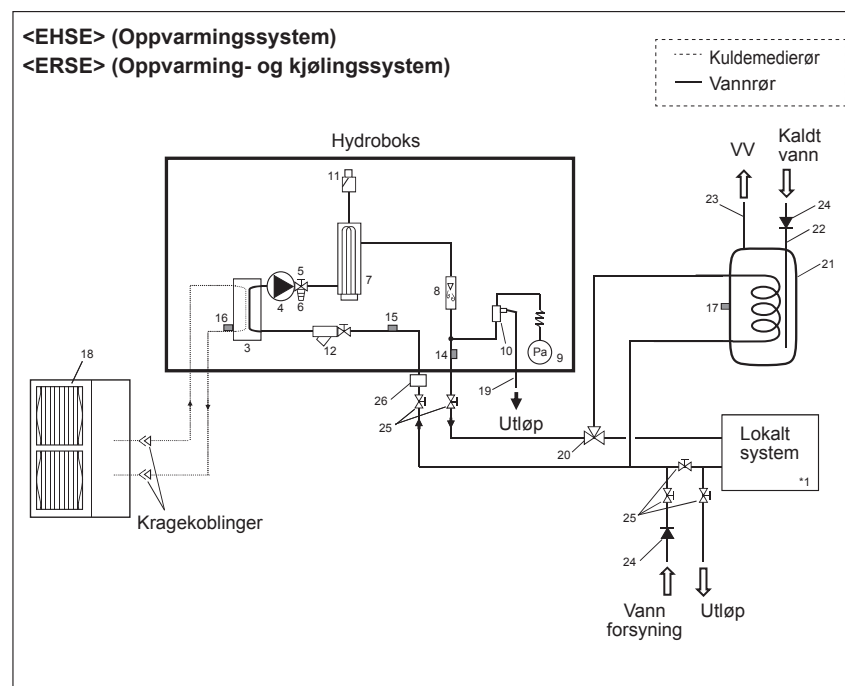 <EHSE> (Oppvarmingssystem)
<ERSE> (Oppvarming- og kjølingssystem)
Kuldemedierør
Vannrør
Hydroboks
VV
Kaldt
vann
11
23
24
22
5
7
21
4
6
8
17
16
15
3
12
14
10
Pa
9
18
26
19
25
Utløp
20
Lokalt
system
*1
Kragekoblinger
25
24
Vann
forsyning
Utløp